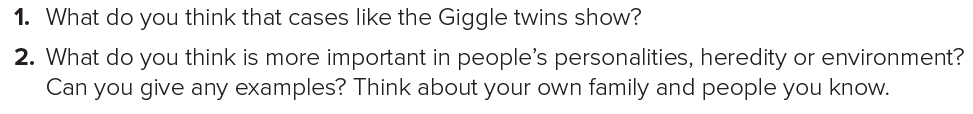 1. What do you think that cases like the Giggle twins show?
2. What do you think is more important in people's personalities, heredity or environment?
Can you give any examples? Think about your own family and people you know.